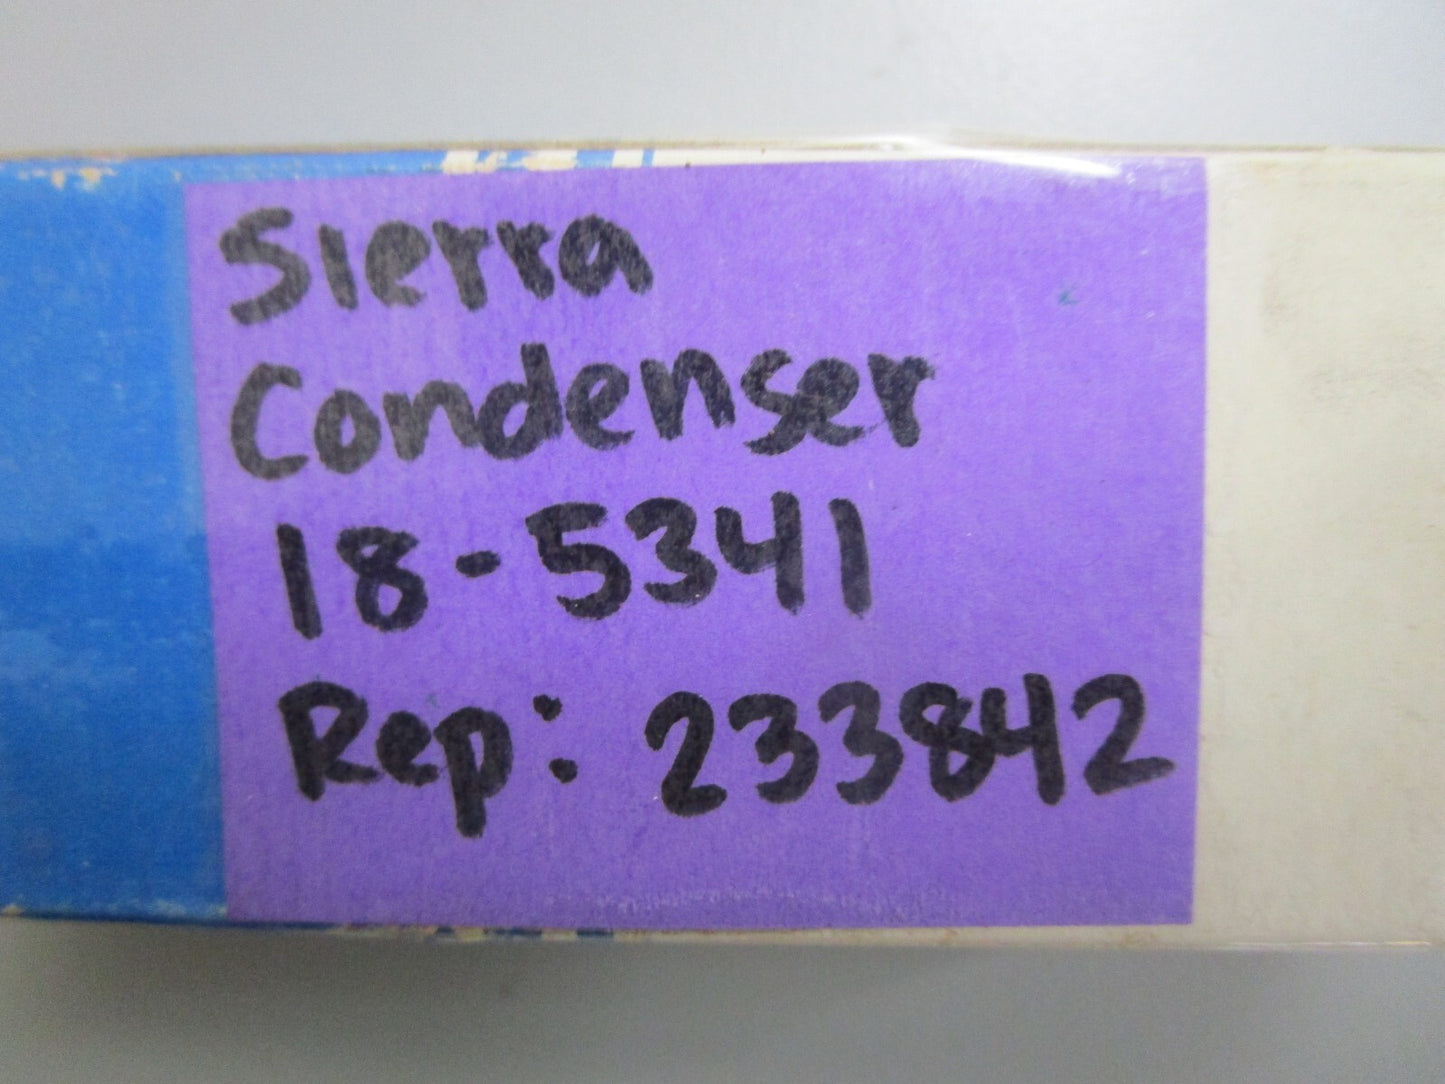 Sierra
Condenser
18-5341
Rep: 233842